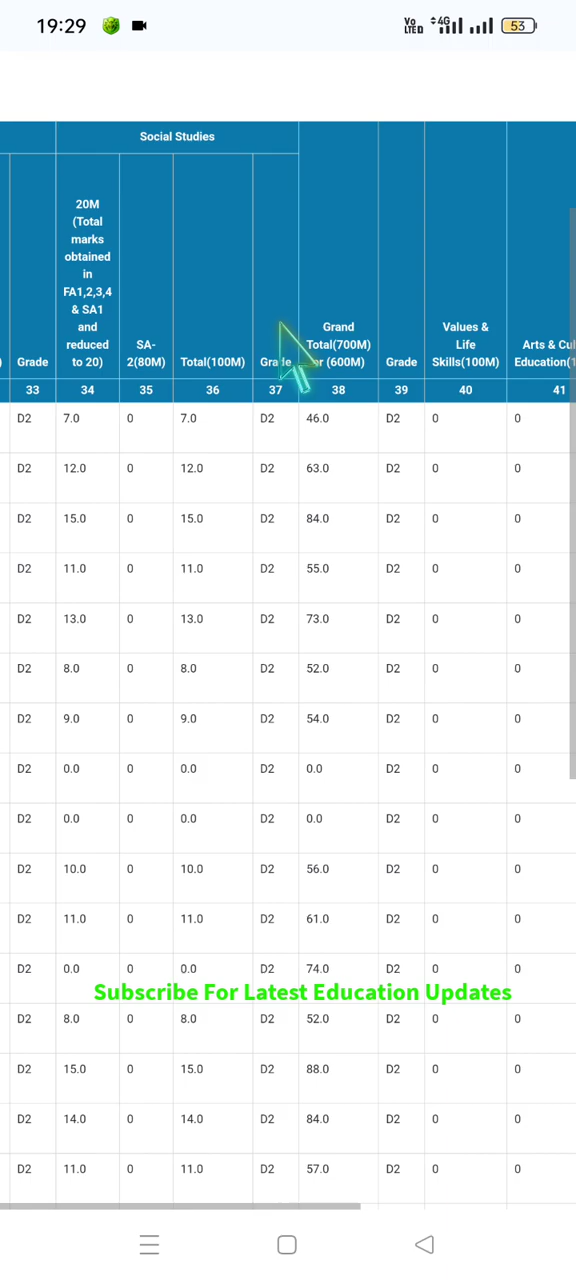 19:29 Vo LTED 4G 53
Social Studies
20M
(Total
marks
obtained
in
FA1,2,3,4
& SA1
and
reduced
to 20)
SA-
2(80M)
Total(100M)
Grade
Grand
Total(700M)
or (600M)
Grade
Values &
Life
Skills(100M)
Arts & Cul
Education(1
) Grade
33 34 35 36 37 38 39 40 41
D2 7.0 0 7.0 D2 46.0 D2 0 0
D2 12.0 0 12.0 D2 63.0 D2 0 0
D2 15.0 0 15.0 D2 84.0 D2 0 0
D2 11.0 0 11.0 D2 55.0 D2 0 0
D2 13.0 0 13.0 D2 73.0 D2 0 0
D2 8.0 0 8.0 D2 52.0 D2 0 0
D2 9.0 0 9.0 D2 54.0 D2 0 0
D2 0.0 0 0.0 D2 0.0 D2 0 0
D2 0.0 0 0.0 D2 0.0 D2 0 0
D2 10.0 0 10.0 D2 56.0 D2 0 0
D2 11.0 0 11.0 D2 61.0 D2 0 0
D2 0.0 0 0.0 D2 74.0 D2 0 0
Subscribe For Latest Education Updates
D2 8.0 0 8.0 D2 52.0 D2 0 0
D2 15.0 0 15.0 D2 88.0 D2 0 0
D2 14.0 0 14.0 D2 84.0 D2 0 0
D2 11.0 0 11.0 D2 57.0 D2 0 0